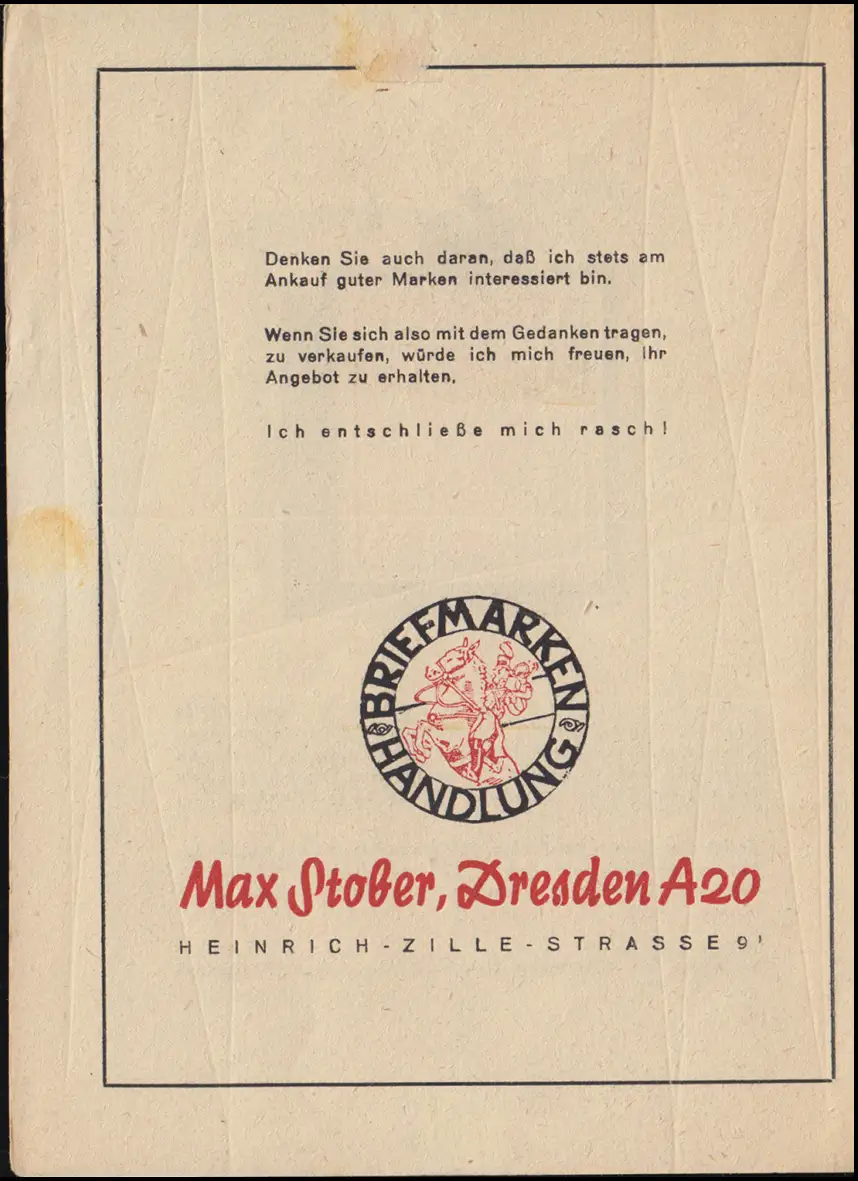 Denken Sie auch daran, daß ich stets am
Ankauf guter Marken interessiert bin.
Wenn Sie sich also mit dem Gedanken tragen,
zu verkaufen, würde ich mich freuen, Ihr
Angebot zu erhalten.
Ich entschließe mich rasch!
BRIEFMARKEN
HANDLUNG
Max Stober, Dresden A20
HEINRICH-ZILLE-STRASSE 9'